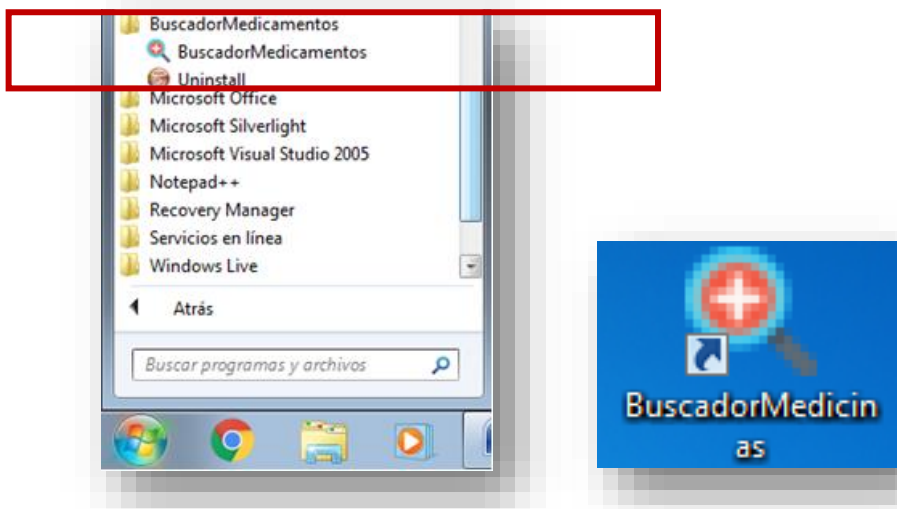 BuscadorMedicamentos
BuscadorMedicamentos
Uninstall
Microsoft Office
Microsoft Silverlight
Microsoft Visual Studio 2005
Notepad++
Recovery Manager
Servicios en línea
Windows Live
Atrás
Buscar programas y archivos
BuscadorMedicin
as